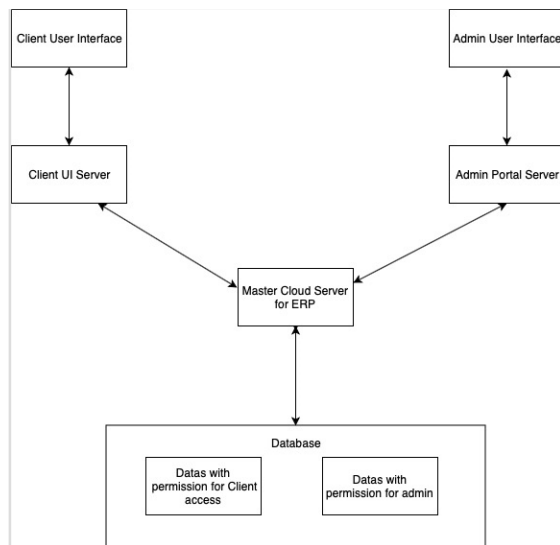 Client User Interface
Admin User Interface
Client UI Server
Admin Portal Server
Master Cloud Server
for ERP
Database
Datas with
permission for Client
access
Datas with
permission for admin